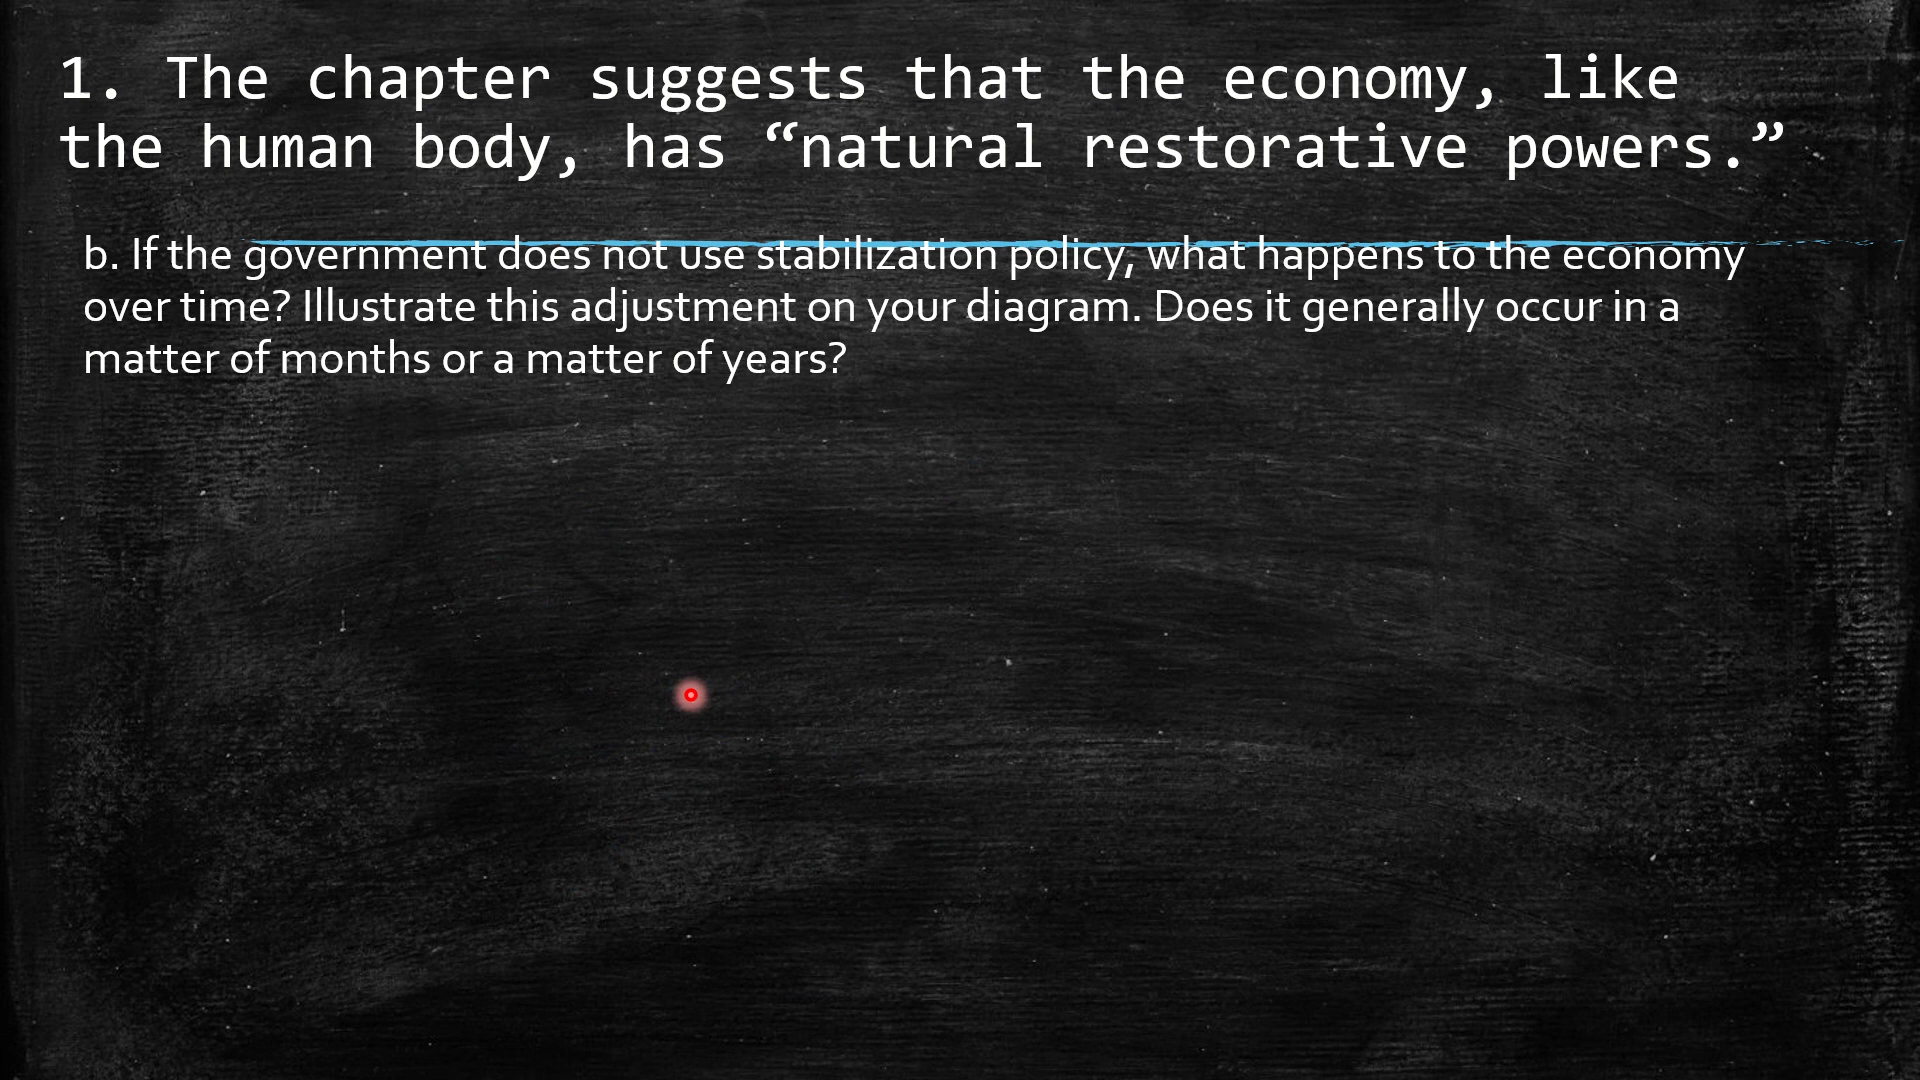 1. The chapter suggests that the economy, like
the human body, has “natural restorative powers.”
b. If the government does not use stabilization policy, what happens to the economy
over time? Illustrate this adjustment on your diagram. Does it generally occur in a
matter of months or a matter of years?